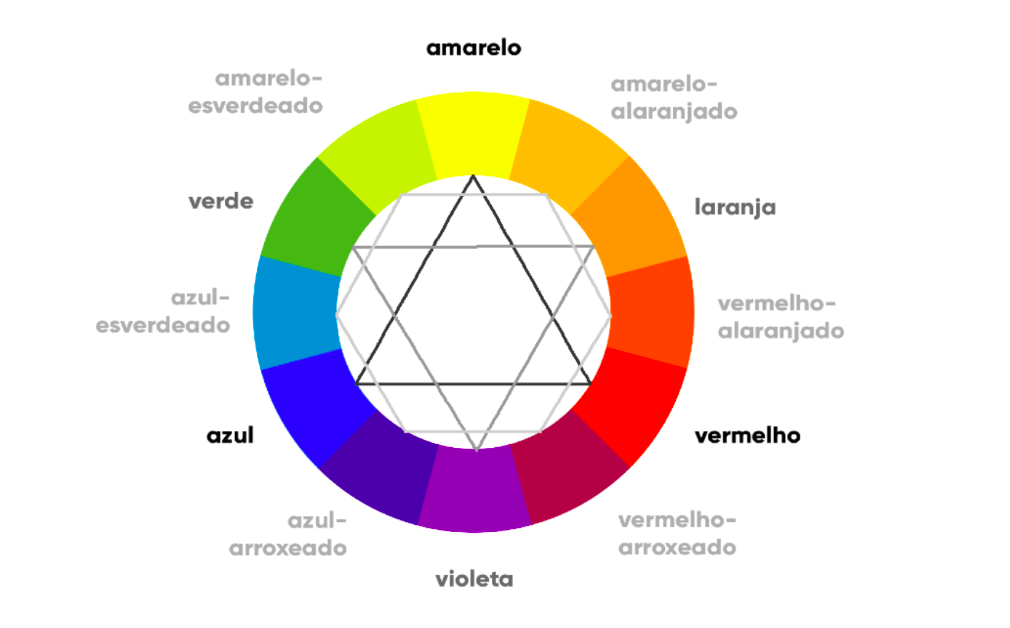 amarelo
amarelo-
esverdeado
amarelo-
alaranjado
verde
laranja
azul-
esverdeado
vermelho-
alaranjado
azul
vermelho
azul-
arroxeado
vermelho-
arroxeado
violeta